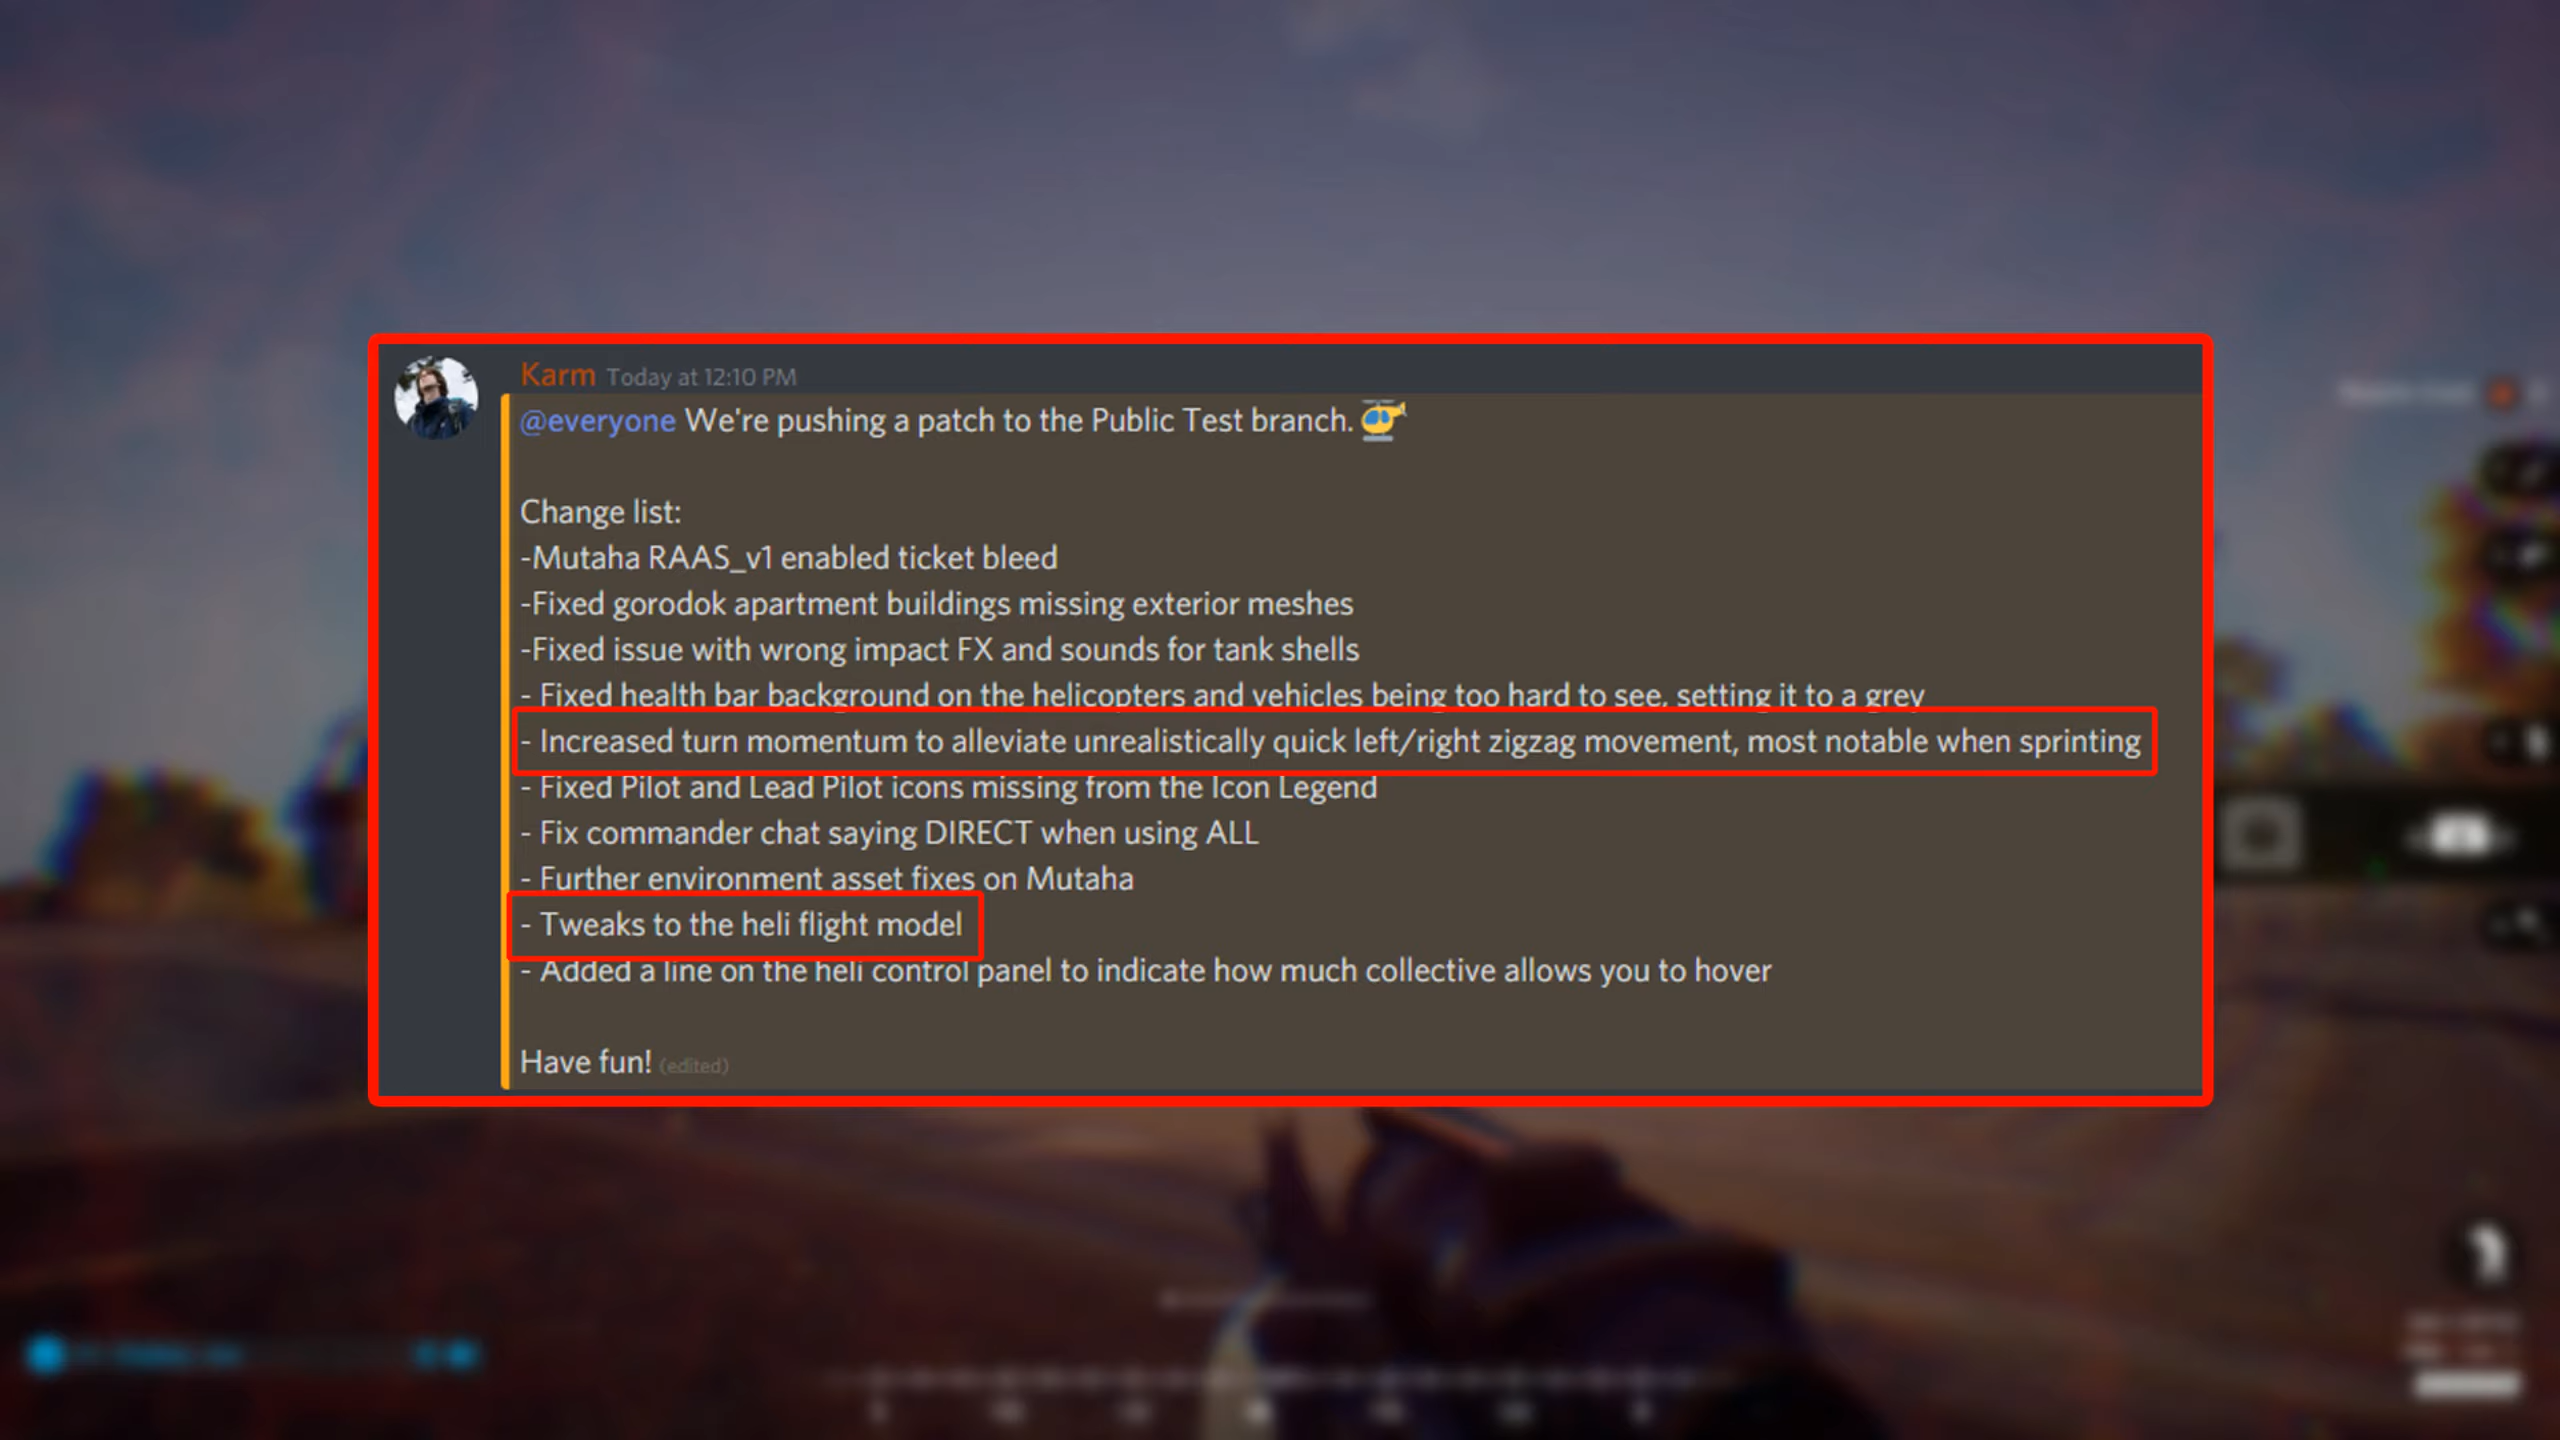 Karm Today at 12:10 PM
@everyone We're pushing a patch to the Public Test branch.
Change list:
-Mutaha RAAS_v1 enabled ticket bleed
-Fixed gorodok apartment buildings missing exterior meshes
-Fixed issue with wrong impact FX and sounds for tank shells
- Fixed health bar background on the helicopters and vehicles being too hard to see, setting it to a grey
- Increased turn momentum to alleviate unrealistically quick left/right zigzag movement, most notable when sprinting
- Fixed Pilot and Lead Pilot icons missing from the Icon Legend
- Fix commander chat saying DIRECT when using ALL
- Further environment asset fixes on Mutaha
- Tweaks to the heli flight model
- Added a line on the heli control panel to indicate how much collective allows you to hover
Have fun! (edited)